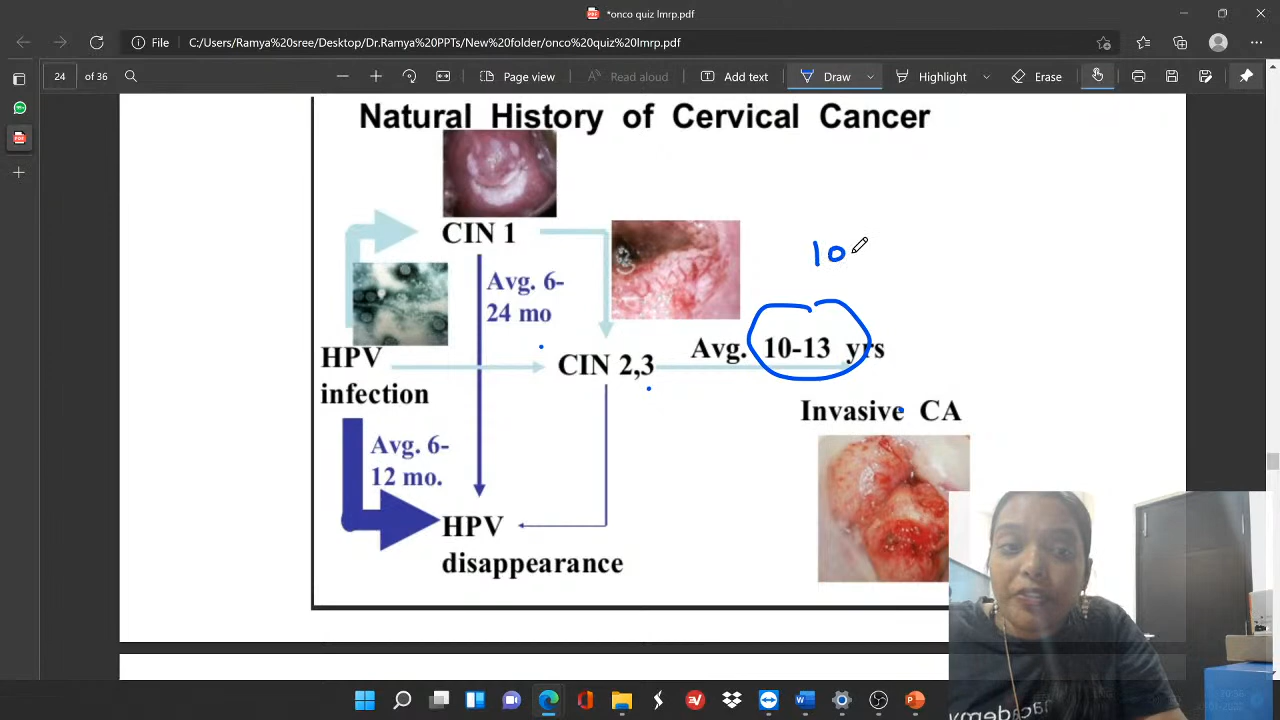 *onco quiz lmrp.pdf
File C:/Users/Ramya%20sree/Desktop/Dr.Ramya%20PPTs/New%20folder/onco%20quiz%20lmrp.pdf
24 of 36 Page view Read aloud Add text Draw Highlight Erase
Natural History of Cervical Cancer
CIN 1
10
Avg. 6-
24 mo
Avg. 10-13 yrs
HPV
infection
CIN 2,3
Invasive CA
Avg. 6-
12 mo.
HPV
disappearance